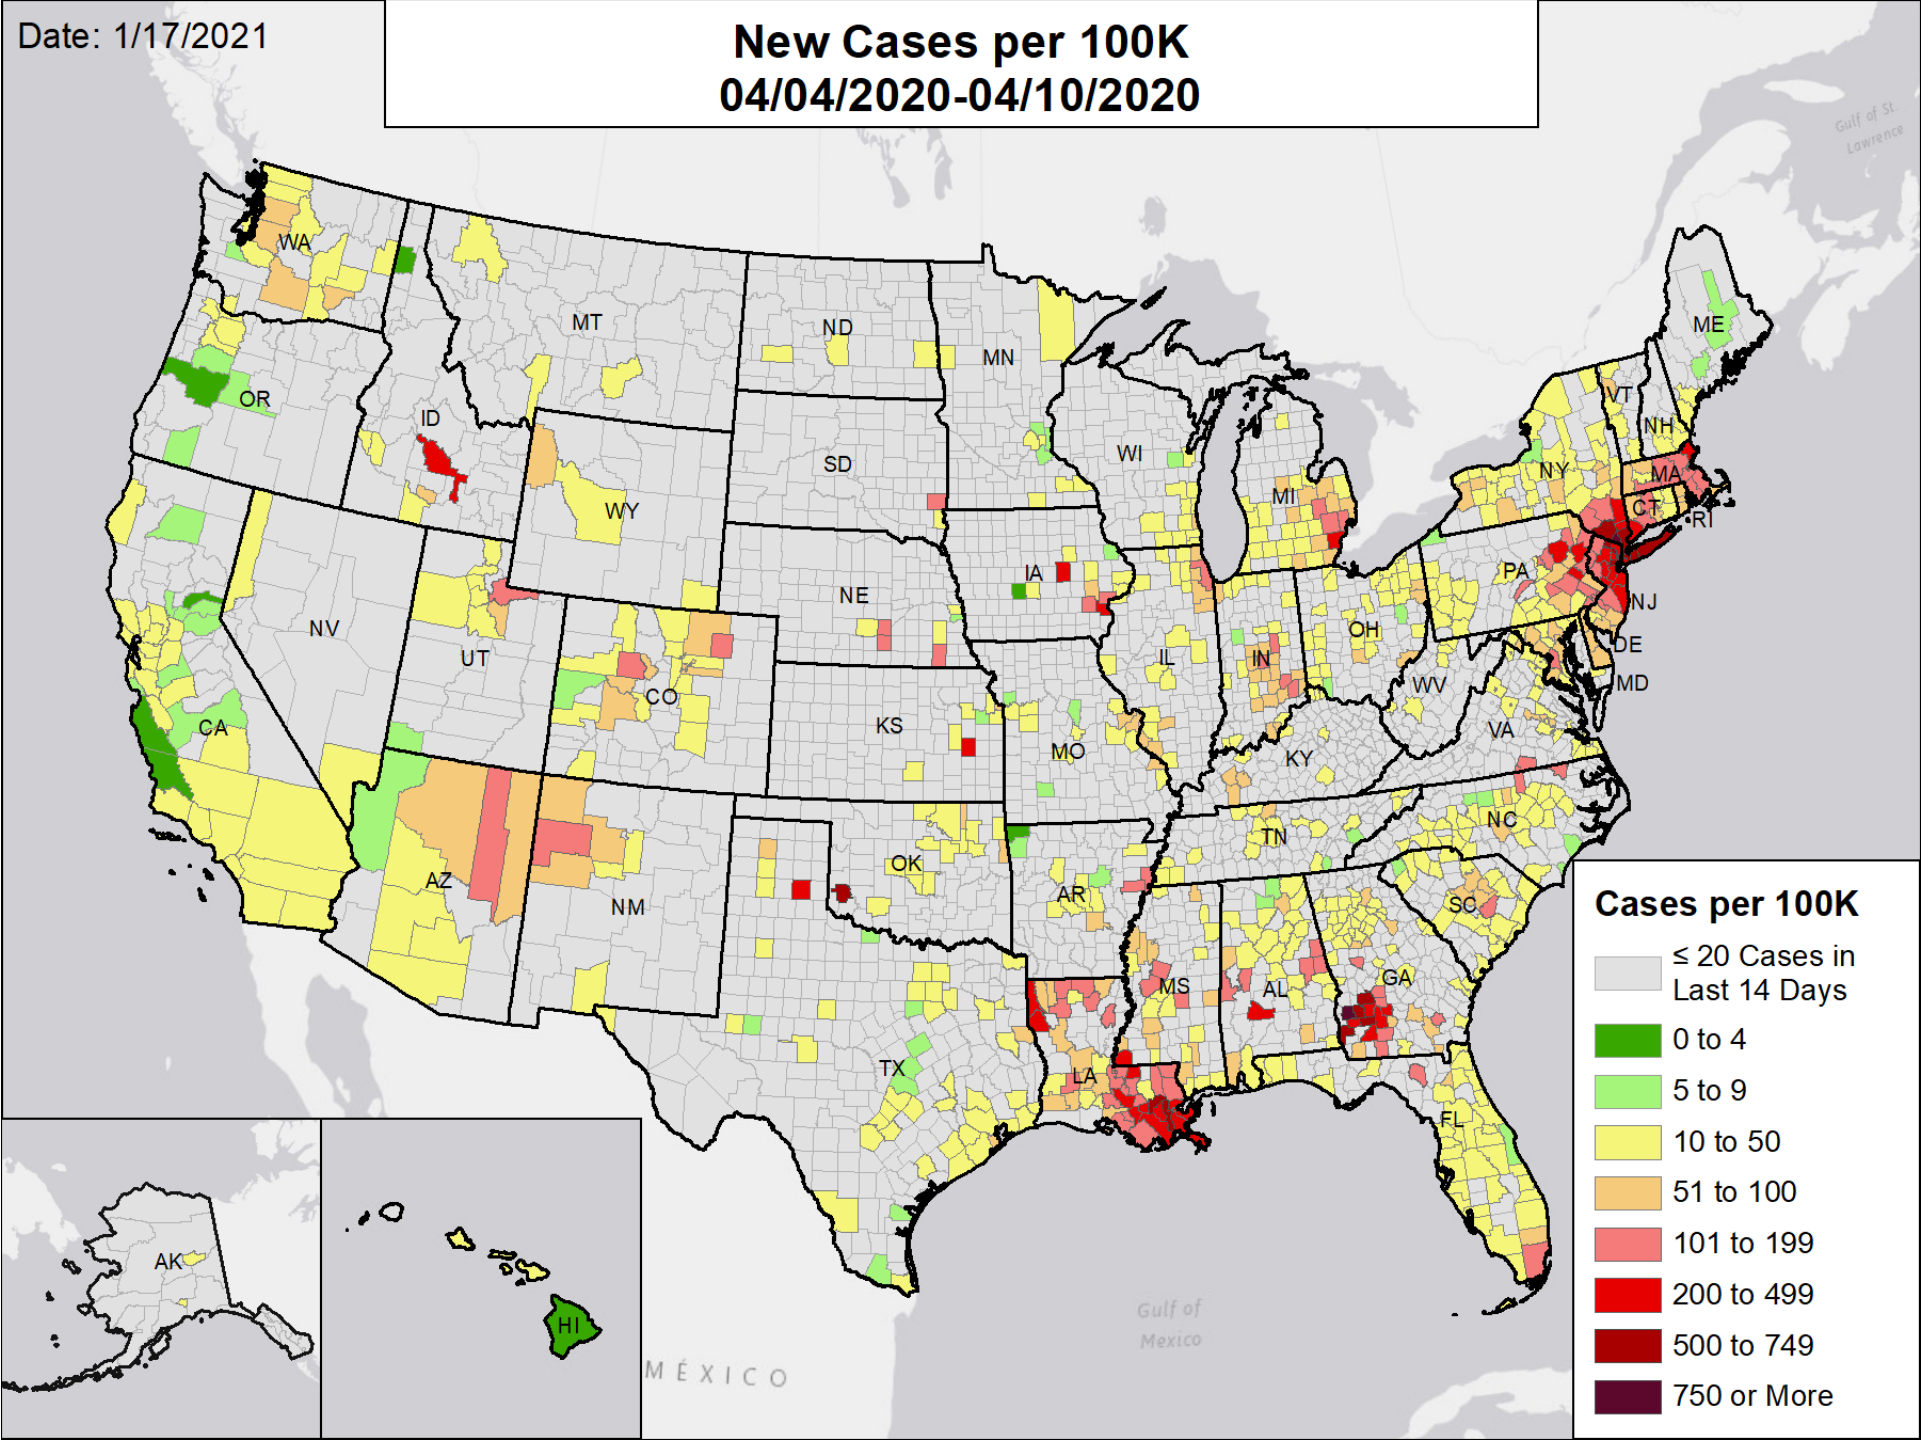 Date: 1/17/2021
New Cases per 100K
04/04/2020-04/10/2020
Gulf of St.
Lawrence
WA
MT
ND
MN
ME
OR
ID
VT
NH
WI
SD
NY
MA
MI
WY
CT
RI
IA
PA
NE
NJ
NV
OH
DE
UT
IL
IN
MD
CO
WV
CA
KS
VA
MO
KY
NC
TN
OK
AZ
AR
SC
NM
GA
MS
AL
TX
LA
FL
AK
HI
Gulf of
Mexico
MÉXICO
Cases per 100K
≤ 20 Cases in
Last 14 Days
0 to 4
5 to 9
10 to 50
51 to 100
101 to 199
200 to 499
500 to 749
750 or More